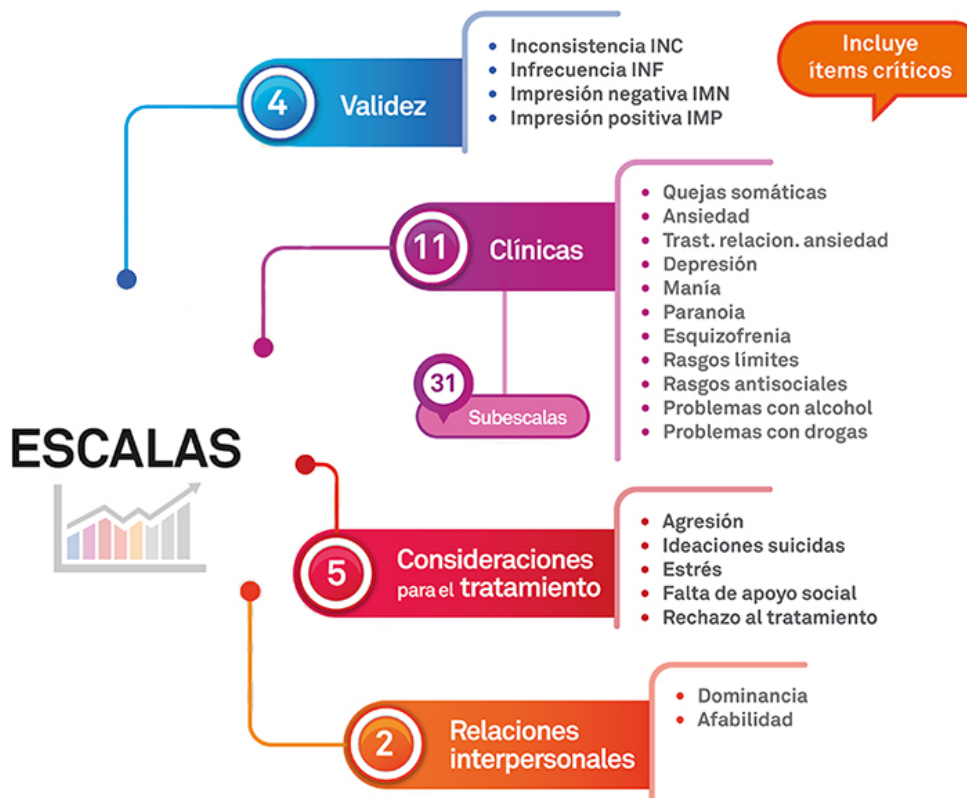 4
Validez
• Inconsistencia INC
• Infrecuencia INF
• Impresión negativa IMN
• Impresión positiva IMP
Incluye
ítems críticos
11
Clínicas
• Quejas somáticas
• Ansiedad
• Trast. relacion. ansiedad
• Depresión
• Manía
• Paranoia
• Esquizofrenia
• Rasgos límites
• Rasgos antisociales
• Problemas con alcohol
• Problemas con drogas
31
Subescalas
ESCALAS
5
Consideraciones
para el tratamiento
• Agresión
• Ideaciones suicidas
• Estrés
• Falta de apoyo social
• Rechazo al tratamiento
2
Relaciones
interpersonales
• Dominancia
• Afabilidad